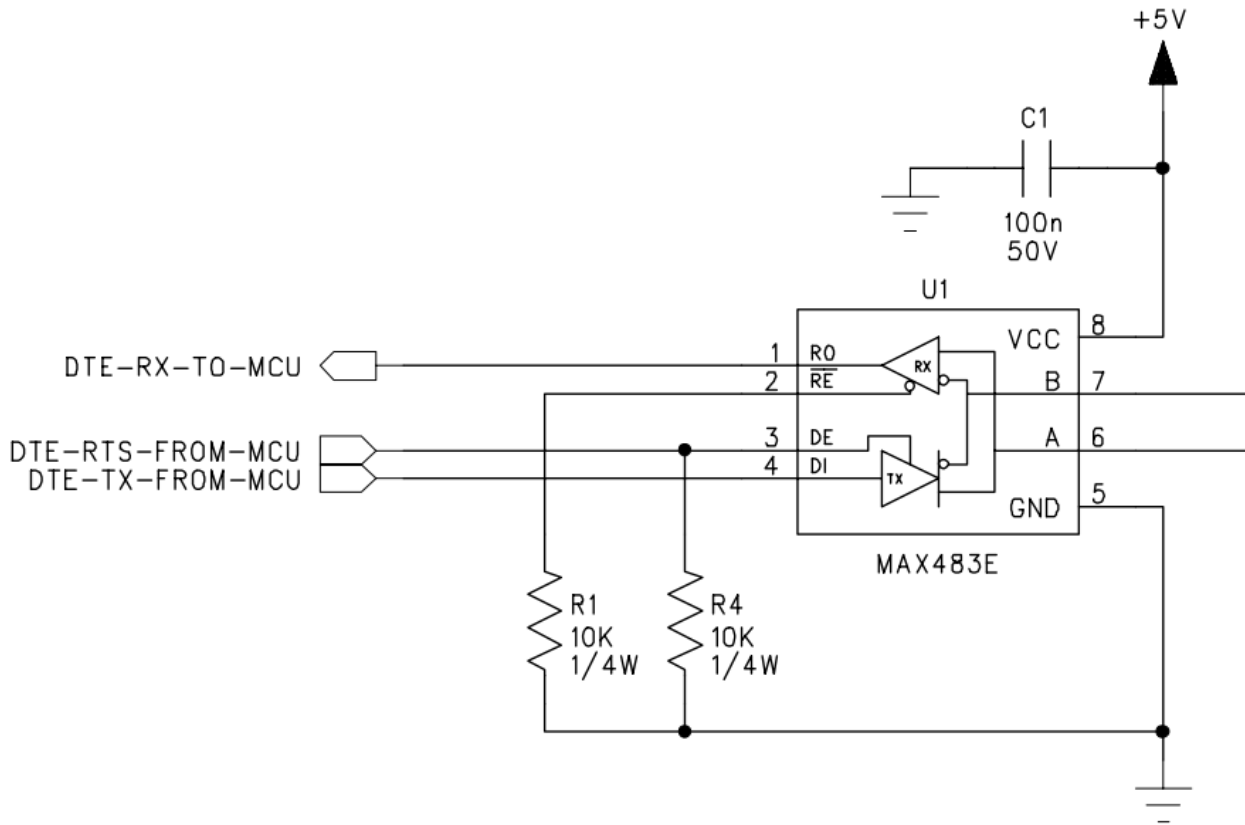 +5V
C1
100n
50V
U1
DTE-RX-TO-MCU
1
RO
VCC
8
2
RE
RX
B
7
DTE-RTS-FROM-MCU
3
DE
A
6
DTE-TX-FROM-MCU
4
DI
TX
GND
5
MAX483E
R1
10K
1/4W
R4
10K
1/4W